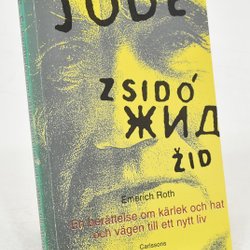 JUDE
ZSIDÓ
ЖИД
ŽID
Emerich Roth
En berättelse om kärlek och hat
och vägen till ett nytt liv
Carlssons